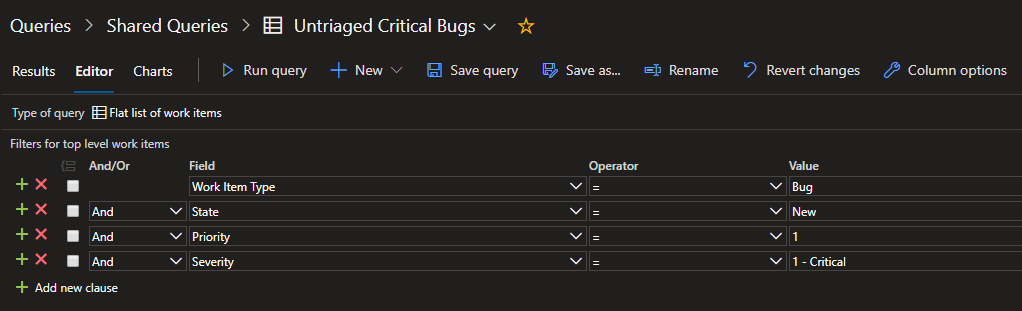 Queries > Shared Queries > Untriaged Critical Bugs
Results Editor Charts Run query New Save query Save as... Rename Revert changes Column options
Type of query Flat list of work items
Filters for top level work items
And/Or Field Operator Value
Work Item Type = Bug
And State = New
And Priority = 1
And Severity = 1 - Critical
Add new clause